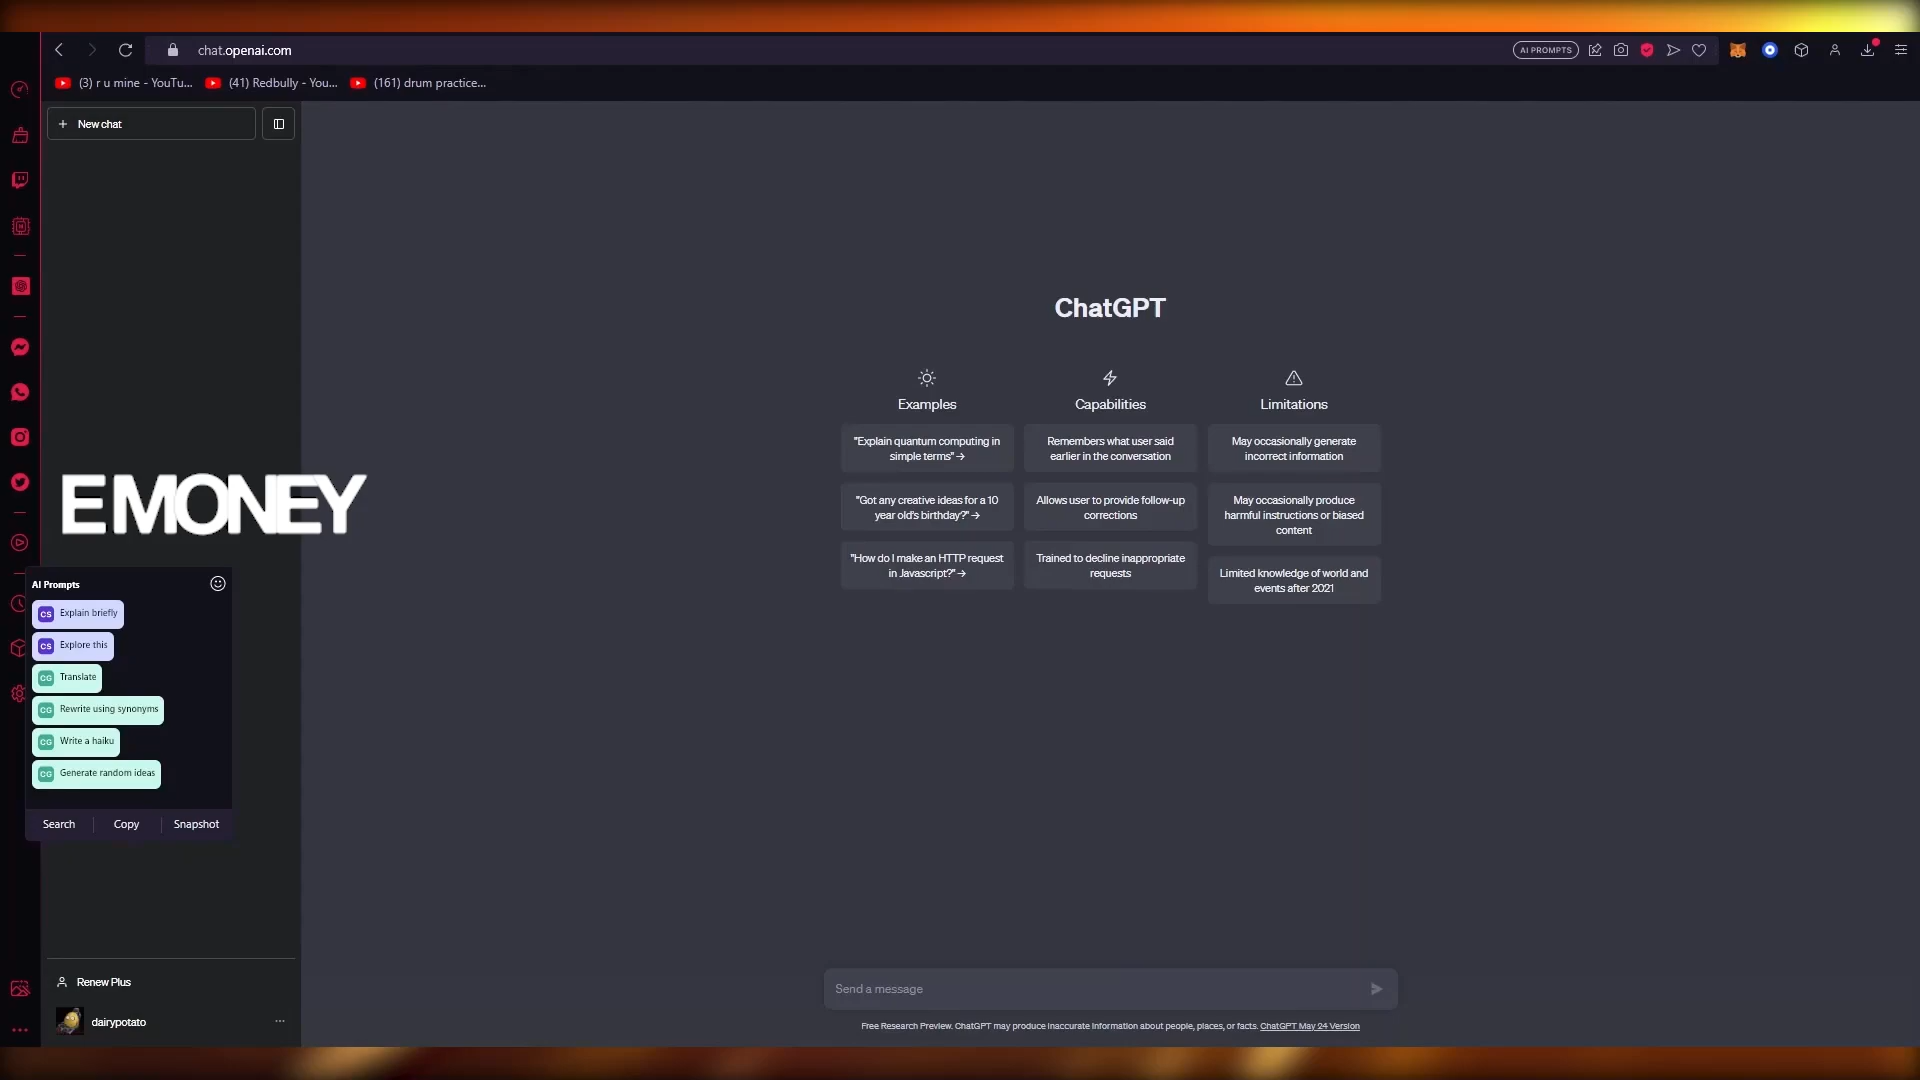 chat.openai.com
AI PROMPTS
(3) r u mine - YouTu...
(41) Redbully - You...
(161) drum practice...
+ New chat
ChatGPT
Examples
Capabilities
Limitations
"Explain quantum computing in
simple terms" →
Remembers what user said
earlier in the conversation
May occasionally generate
incorrect information
"Got any creative ideas for a 10
year old's birthday?" →
Allows user to provide follow-up
corrections
May occasionally produce
harmful instructions or biased
content
"How do I make an HTTP request
in Javascript?" →
Trained to decline inappropriate
requests
Limited knowledge of world and
events after 2021
E MONEY
AI Prompts
CS Explain briefly
CS Explore this
CG Translate
CG Rewrite using synonyms
CG Write a haiku
CG Generate random ideas
Search
Copy
Snapshot
Renew Plus
dairypotato
Send a message
Free Research Preview. ChatGPT may produce inaccurate information about people, places, or facts. ChatGPT May 24 Version